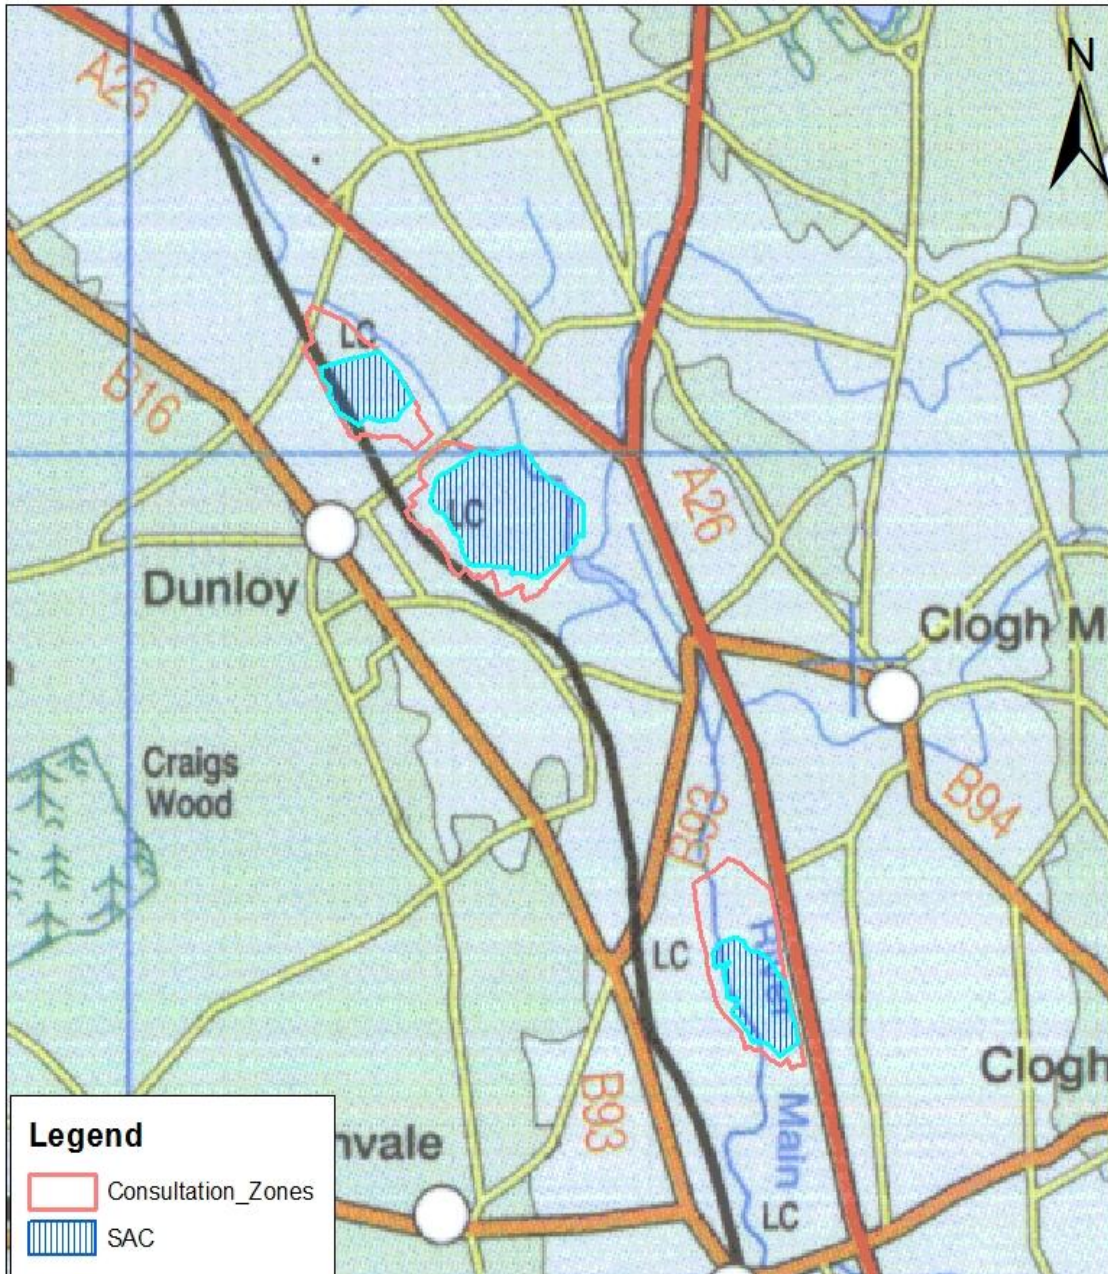 N
A26
LC
B16
LC
A26
Dunloy
Clogh M
Craigs
Wood
B93
B94
River
LC
Clogh
B93
Main
nvale
LC
Legend
Consultation_Zones
SAC